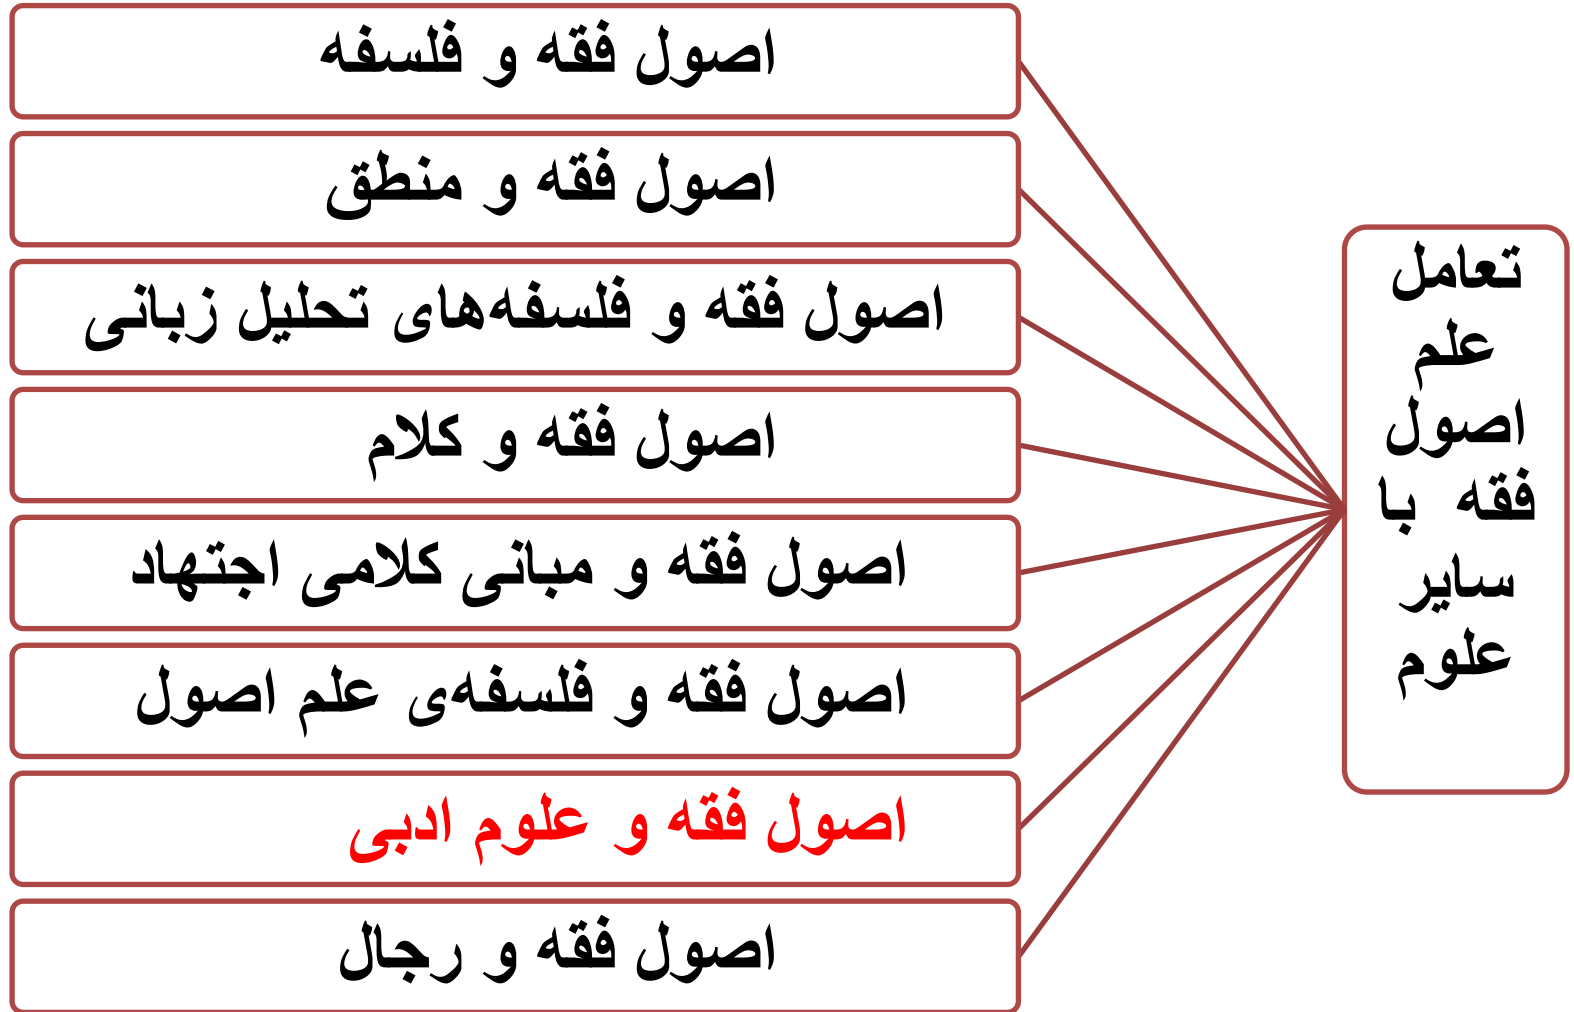 تعامل
علم
اصول
فقه با
سایر
علوم
اصول فقه و فلسفه
اصول فقه و منطق
اصول فقه و فلسفه‌های تحلیل زبانی
اصول فقه و کلام
اصول فقه و مبانی کلامی اجتهاد
اصول فقه و فلسفه‌ی علم اصول
اصول فقه و علوم ادبی
اصول فقه و رجال